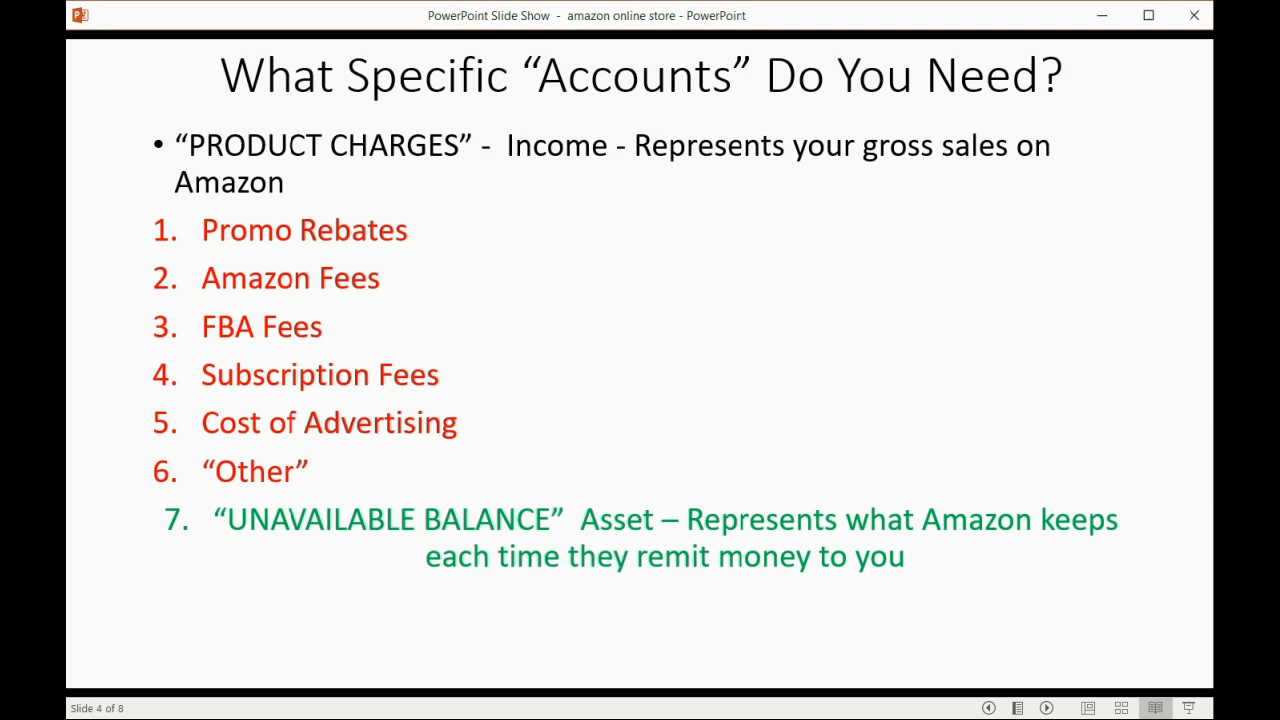 PowerPoint Slide Show - amazon online store - PowerPoint
What Specific “Accounts” Do You Need?
• “PRODUCT CHARGES” - Income - Represents your gross sales on
Amazon
1. Promo Rebates
2. Amazon Fees
3. FBA Fees
4. Subscription Fees
5. Cost of Advertising
6. “Other”
7. “UNAVAILABLE BALANCE” Asset – Represents what Amazon keeps
each time they remit money to you
Slide 4 of 8